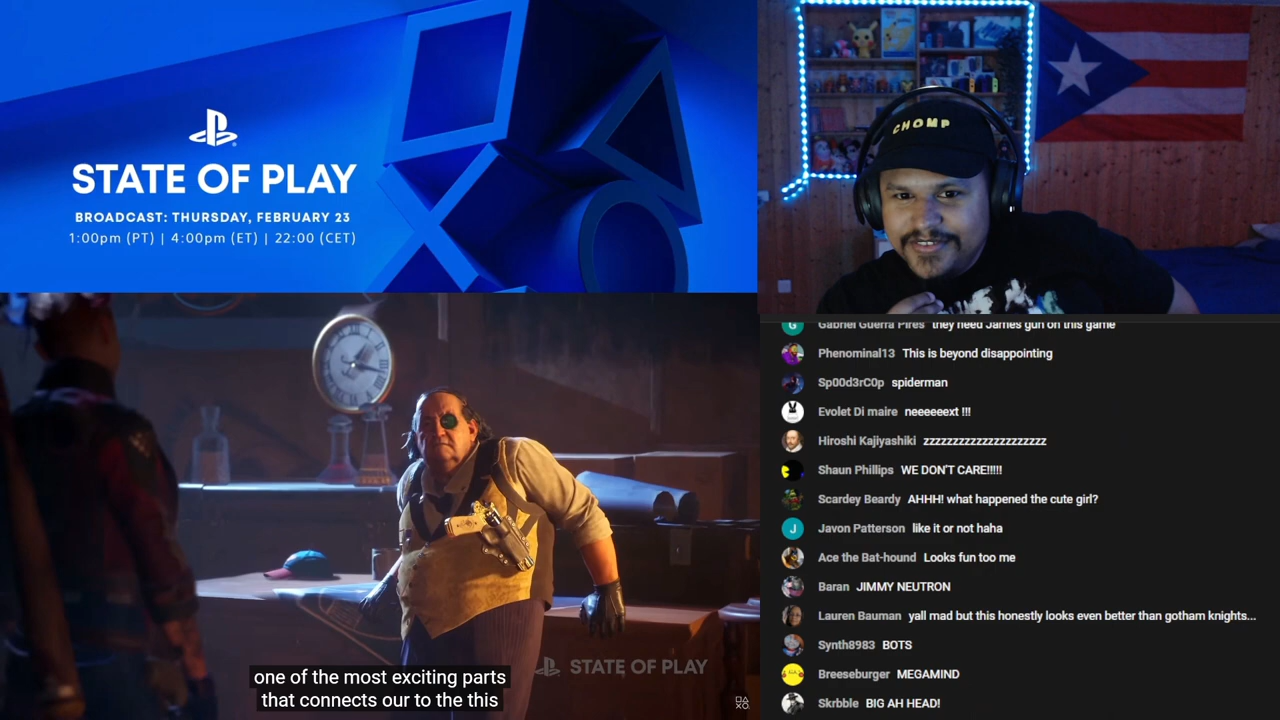 STATE OF PLAY
BROADCAST: THURSDAY, FEBRUARY 23
1:00pm (PT) | 4:00pm (ET) | 22:00 (CET)
CHOMP
one of the most exciting parts
that connects our to the this
STATE OF PLAY
G Gabriel Guerra Pires they need James gun on this game
Phenominal13 This is beyond disappointing
Sp00d3rC0p spiderman
Evolet Di maire neeeeeext !!!
Hiroshi Kajiyashiki zzzzzzzzzzzzzzzzzzzzzz
Shaun Phillips WE DON'T CARE!!!!!
Scardey Beardy AHHH! what happened the cute girl?
J Javon Patterson like it or not haha
Ace the Bat-hound Looks fun too me
Baran JIMMY NEUTRON
Lauren Bauman yall mad but this honestly looks even better than gotham knights...
Synth8983 BOTS
Breeseburger MEGAMIND
Skrbble BIG AH HEAD!